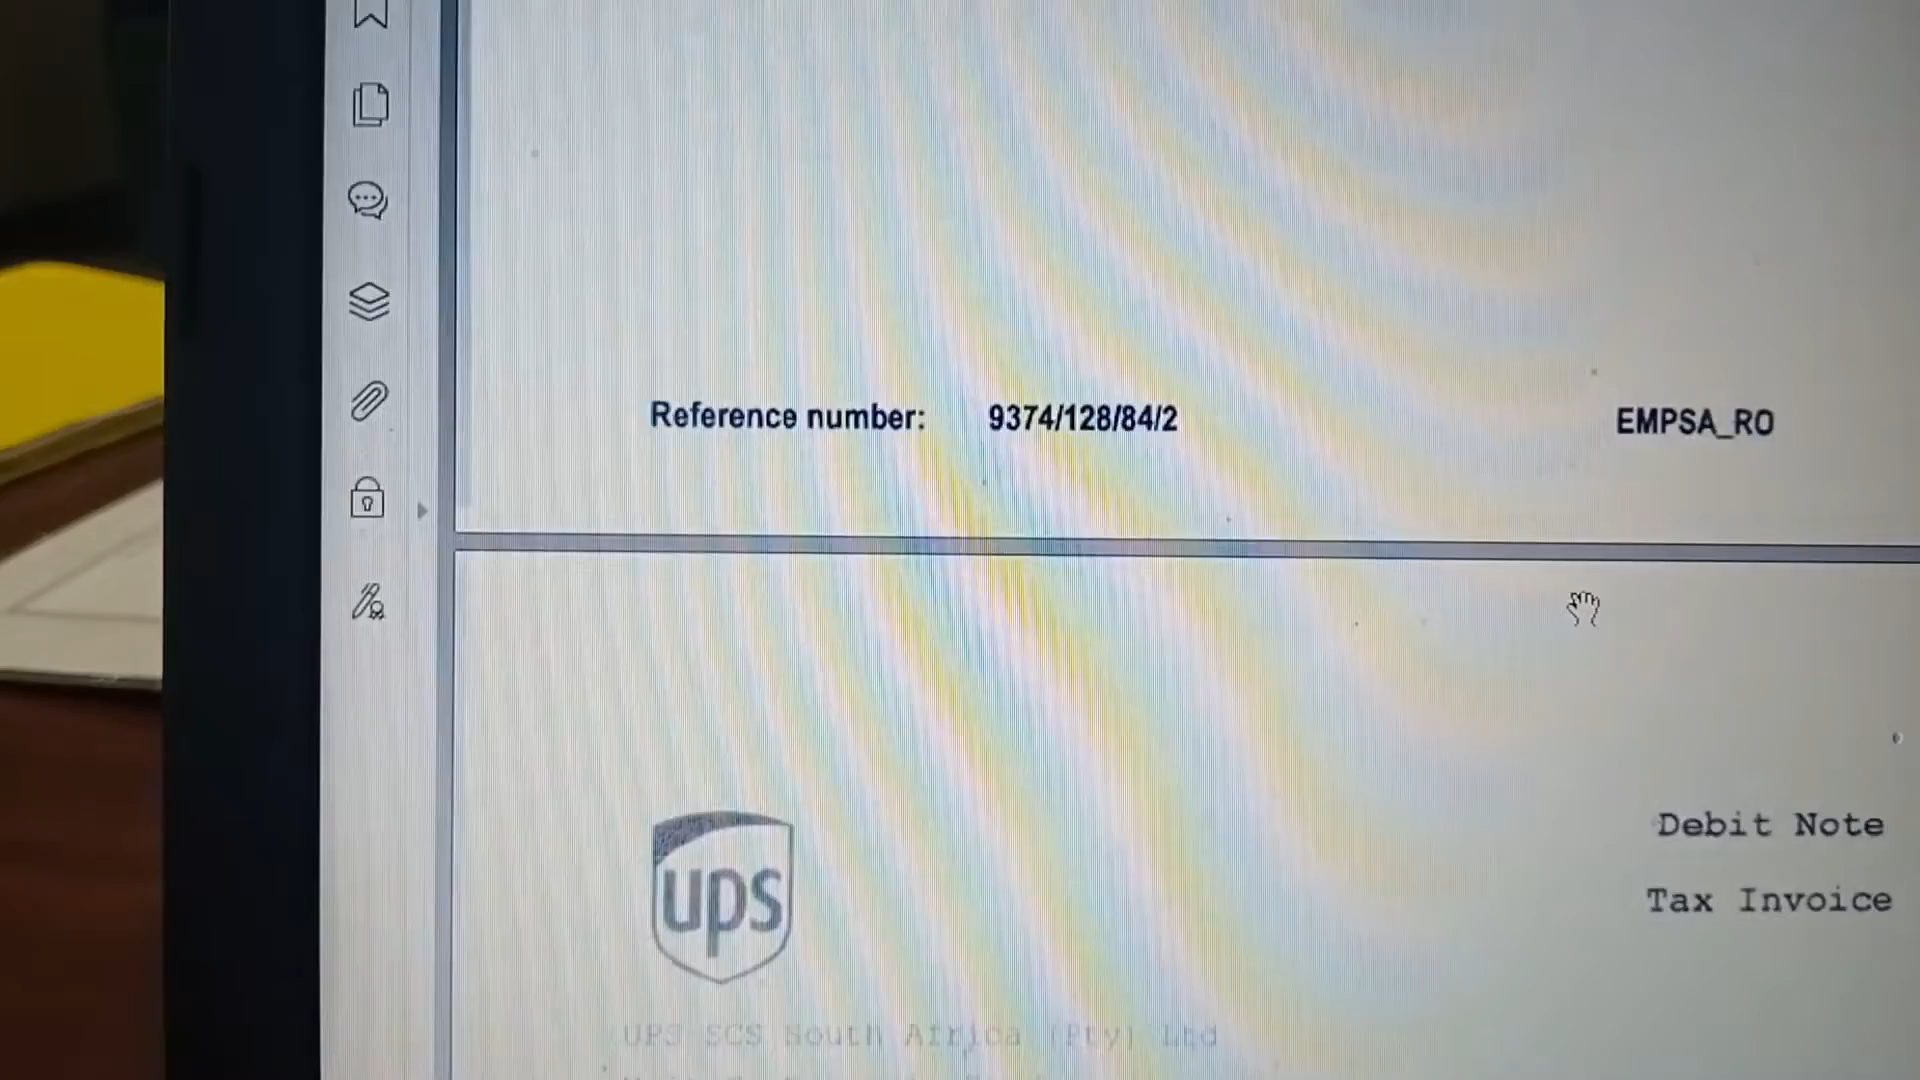 Reference number: 9374/128/84/2 EMPSA_RO
ups
Debit Note
Tax Invoice
UPS SCS South Africa (Pty) Ltd